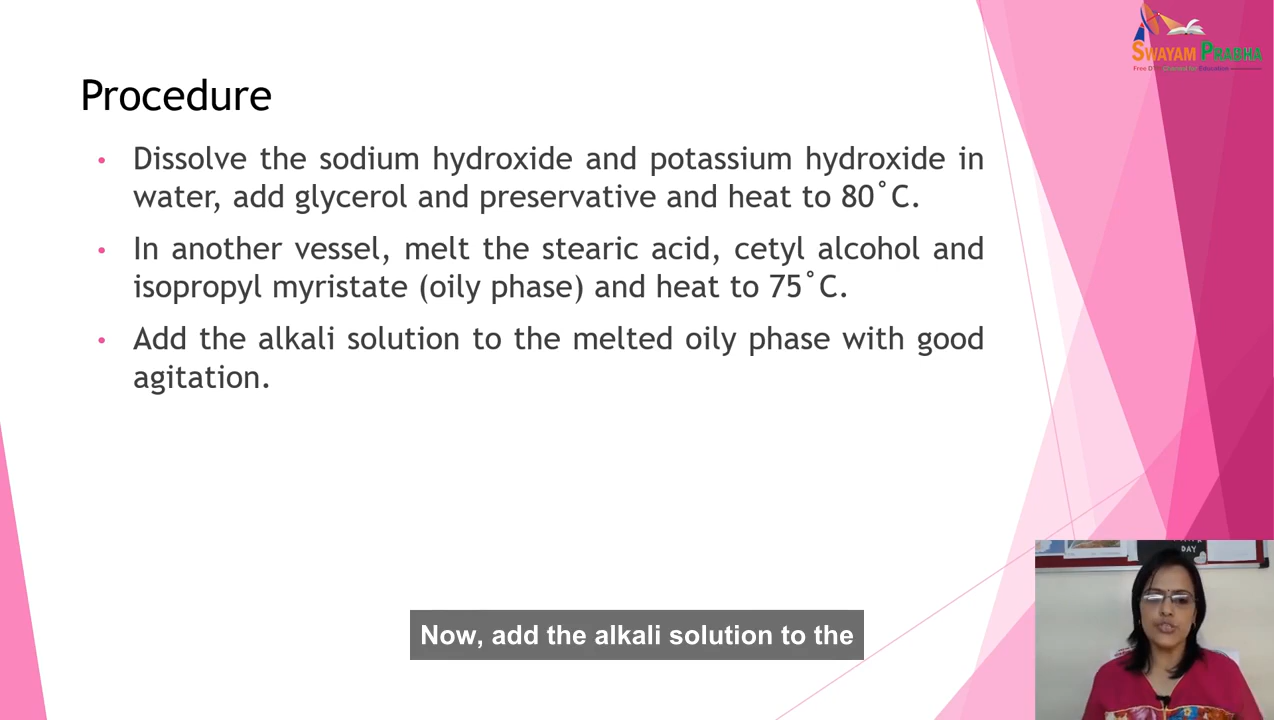 SWAYAM PRABHA
Procedure
• Dissolve the sodium hydroxide and potassium hydroxide in
water, add glycerol and preservative and heat to 80˚C.
• In another vessel, melt the stearic acid, cetyl alcohol and
isopropyl myristate (oily phase) and heat to 75˚C.
• Add the alkali solution to the melted oily phase with good
agitation.
DAY
Now, add the alkali solution to the